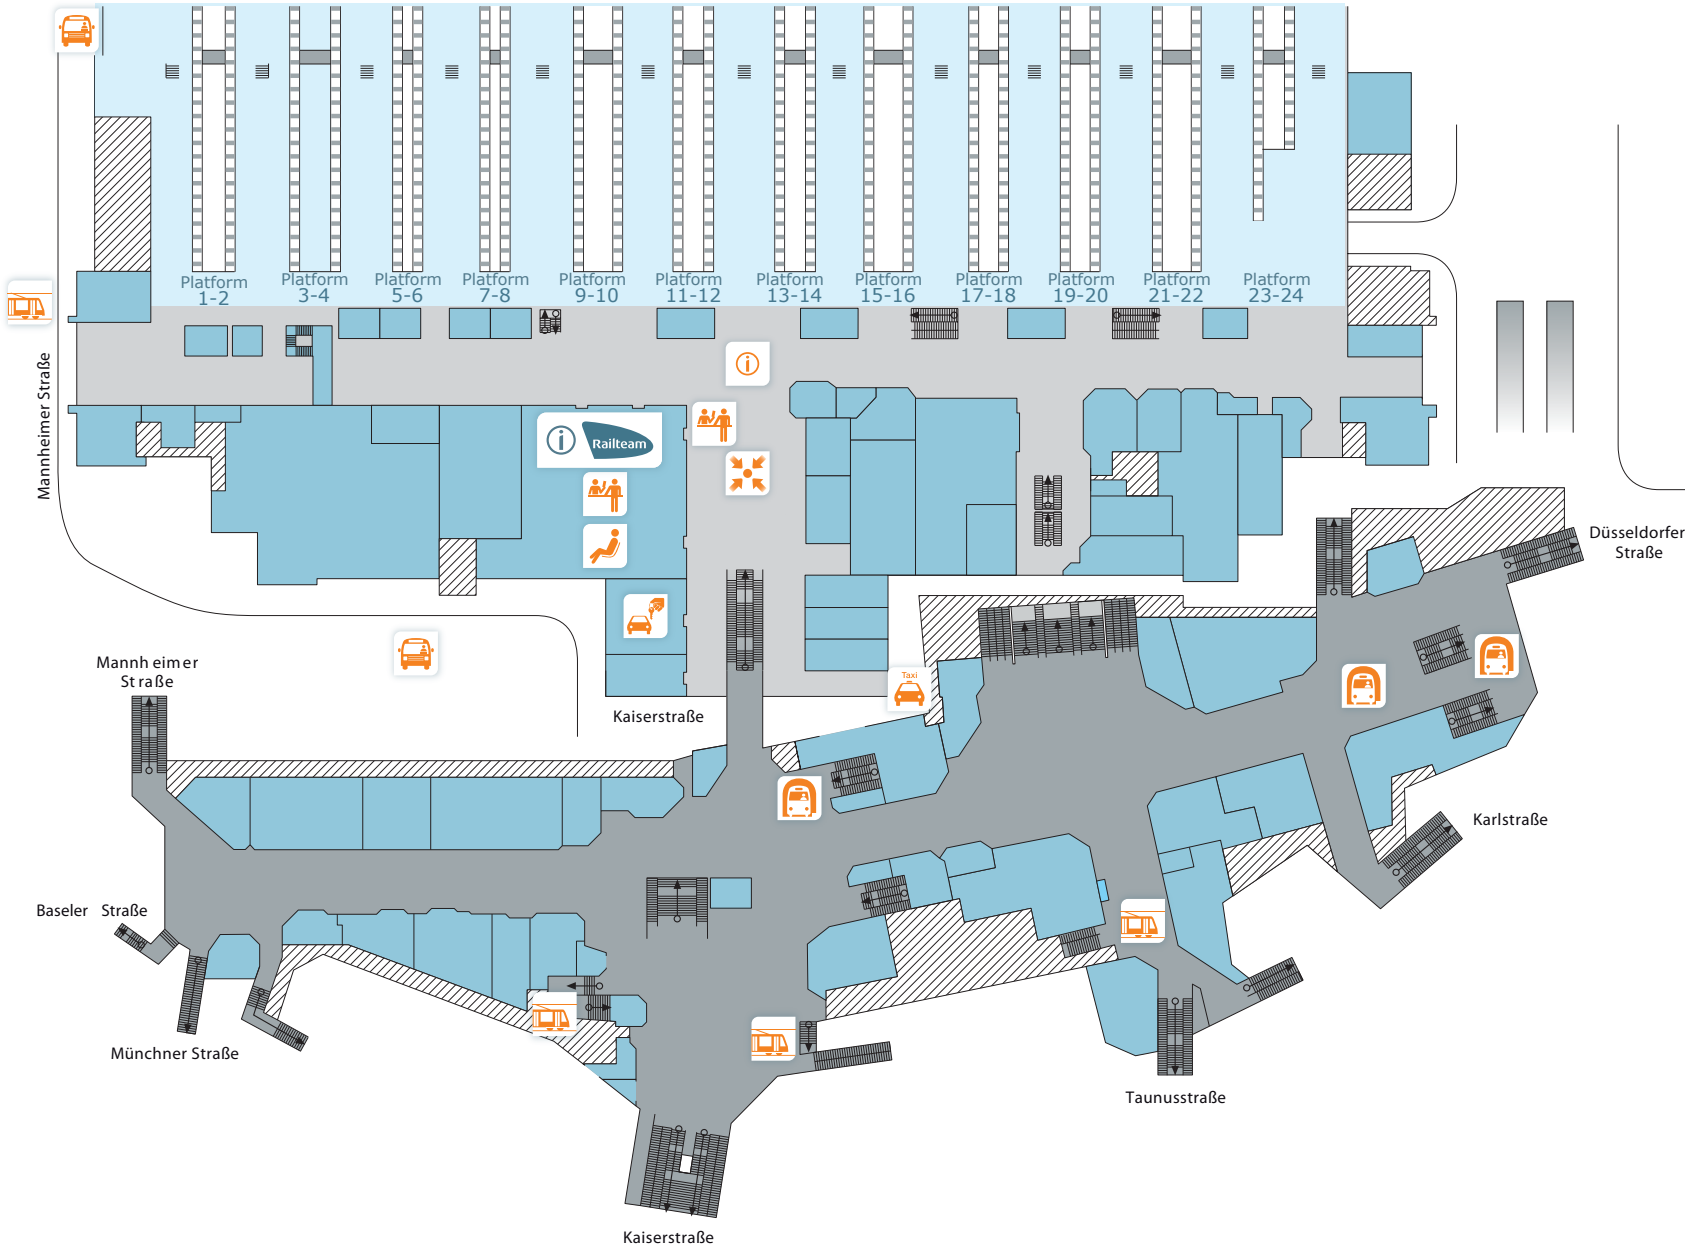 Platform
1-2
Platform
3-4
Platform
5-6
Platform
7-8
Platform
9-10
Platform
11-12
Platform
13-14
Platform
15-16
Platform
17-18
Platform
19-20
Platform
21-22
Platform
23-24
Mannheimer Straße
i
i Railteam
Düsseldorfer
Straße
Mannh eimer
St raße
Taxi
Kaiserstraße
Karlstraße
Baseler Straße
Münchner Straße
Taunusstraße
Kaiserstraße